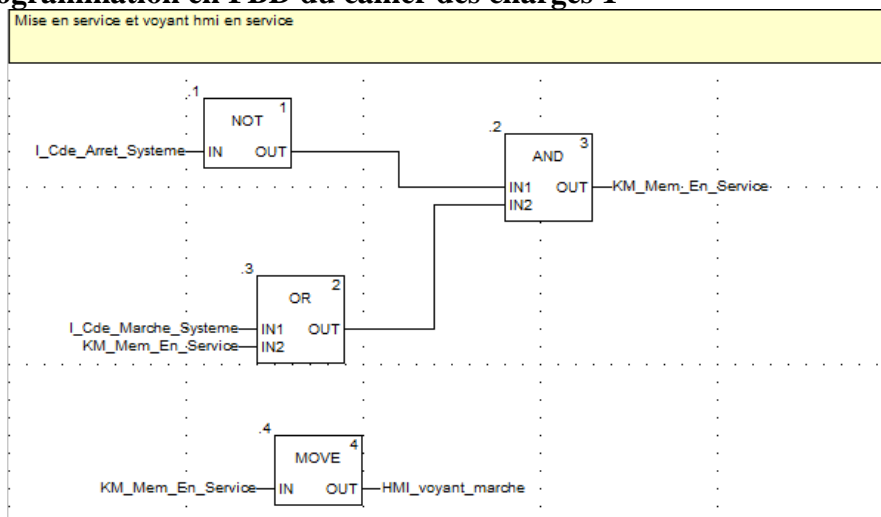 Programmation en FBD du cahier des charges 1
Mise en service et voyant hmi en service
.1
1
NOT
I_Cde_Arret_Systeme
IN OUT
.2
3
AND
IN1 OUT
KM_Mem_En_Service
IN2
.3
2
OR
I_Cde_Marche_Systeme
IN1 OUT
KM_Mem_En_Service
IN2
.4
4
MOVE
KM_Mem_En_Service
IN OUT
HMI_voyant_marche